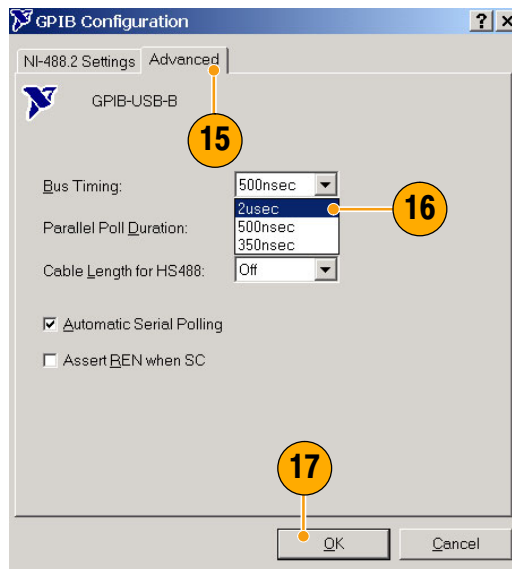 GPIB Configuration
NI-488.2 Settings Advanced
GPIB-USB-B
15
Bus Timing: 500nsec
2usec
16
Parallel Poll Duration: 500nsec
350nsec
Cable Length for HS488: Off
Automatic Serial Polling
Assert REN when SC
17
OK Cancel